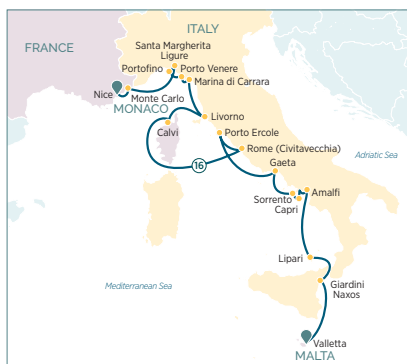 ITALY
FRANCE
Santa Margherita
Ligure
Portofino
Porto Venere
Marina di Carrara
Nice
Monte Carlo
MONACO
Livorno
Calvi
Porto Ercole
Rome (Civitavecchia)
16
Gaeta
Adriatic Sea
Amalfi
Sorrento
Capri
Lipari
Mediterranean Sea
Giardini
Naxos
Valletta
MALTA